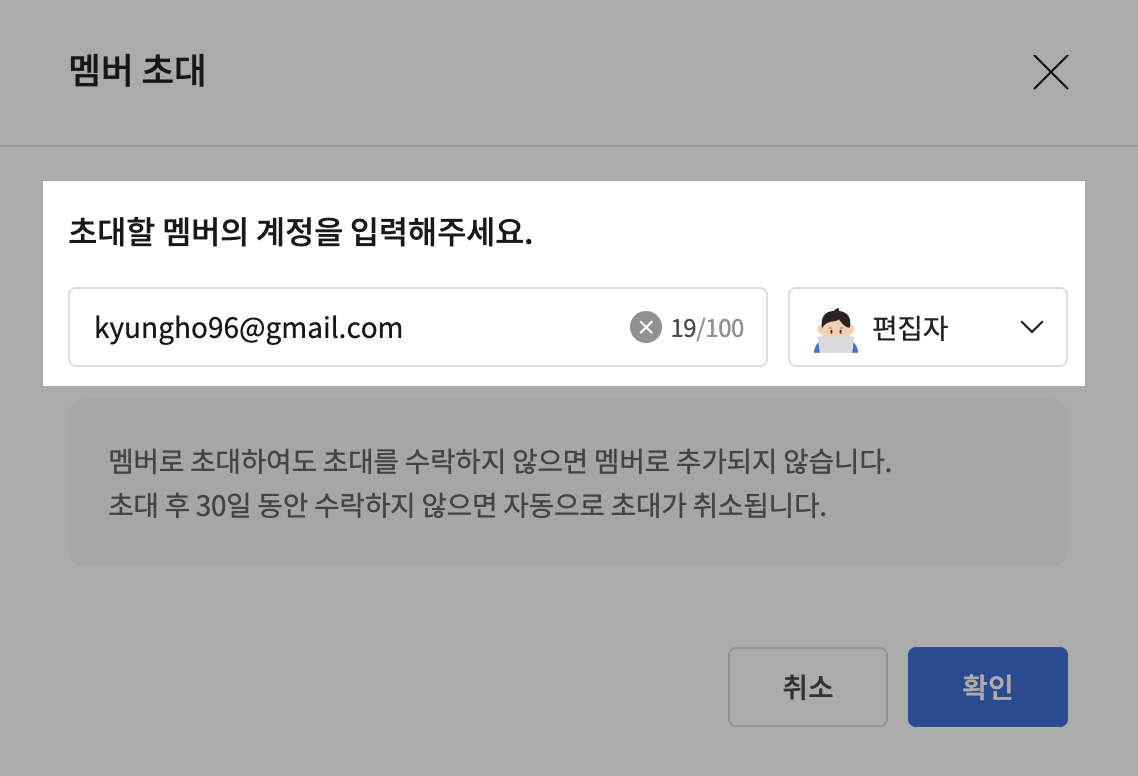 멤버 초대
초대할 멤버의 계정을 입력해주세요.
kyungho96@gmail.com 19/100 편집자
멤버로 초대하여도 초대를 수락하지 않으면 멤버로 추가되지 않습니다.
초대 후 30일 동안 수락하지 않으면 자동으로 초대가 취소됩니다.
취소 확인